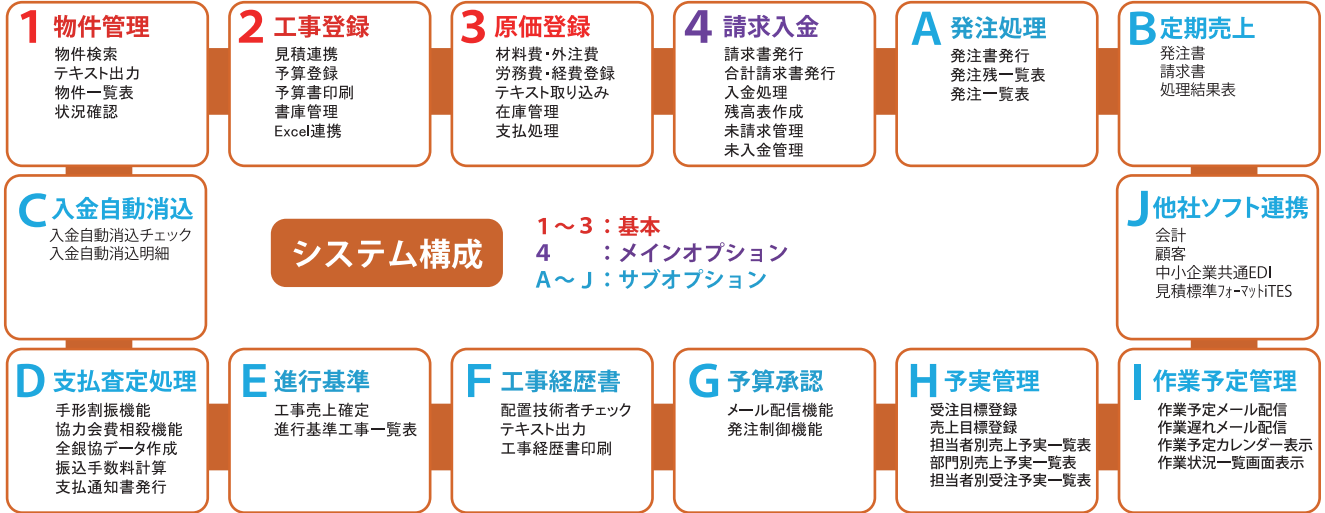 1 物件管理
物件検索
テキスト出力
物件一覧表
状況確認
2 工事登録
見積連携
予算登録
予算書印刷
書庫管理
Excel連携
3 原価登録
材料費・外注費
労務費・経費登録
テキスト取り込み
在庫管理
支払処理
4 請求入金
請求書発行
合計請求書発行
入金処理
残高表作成
未請求管理
未入金管理
A 発注処理
発注書発行
発注残一覧表
発注一覧表
B 定期売上
発注書
請求書
処理結果表
C 入金自動消込
入金自動消込チェック
入金自動消込明細
システム構成
1～3：基本
4 ：メインオプション
A～J：サブオプション
J 他社ソフト連携
会計
顧客
中小企業共通EDI
見積標準ﾌｫｰﾏｯﾄiTES
D 支払査定処理
手形割振機能
協力会費相殺機能
全銀協データ作成
振込手数料計算
支払通知書発行
E 進行基準
工事売上確定
進行基準工事一覧表
F 工事経歴書
配置技術者チェック
テキスト出力
工事経歴書印刷
G 予算承認
メール配信機能
発注制御機能
H 予実管理
受注目標登録
売上目標登録
担当者別売上予実一覧表
部門別売上予実一覧表
担当者別受注予実一覧表
I 作業予定管理
作業予定メール配信
作業遅れメール配信
作業予定カレンダー表示
作業状況一覧画面表示